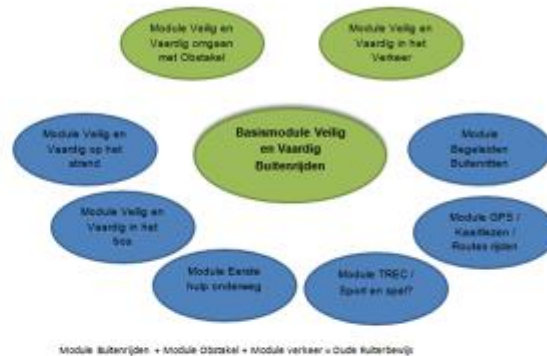 Module Veilig en
Vaardig omgaan
met Obstakel
Module Veilig en
Vaardig in het
Verkeer
Module Veilig en
Vaardig op het
strand
Basismodule Veilig
en Vaardig
Buitenrijden
Module
Begeleiden
Buitenritten
Module Veilig en
Vaardig in het
bos
Module GPS /
Kaartlezen /
Routes rijden
Module Eerste
hulp onderweg
Module TREC /
Sport en spel?
Module Buitenrijden + Module Obstakel + Module verkeer = Oude Ruiterbewijs